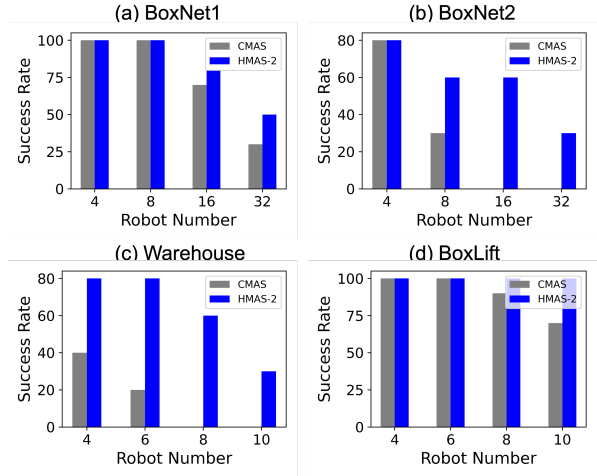 (a) BoxNet1
100
75
50
25
0
Success Rate
4 8 16 32
Robot Number
CMAS
HMAS-2
(b) BoxNet2
80
60
40
20
0
Success Rate
4 8 16 32
Robot Number
CMAS
HMAS-2
(c) Warehouse
80
60
40
20
0
Success Rate
4 6 8 10
Robot Number
CMAS
HMAS-2
(d) BoxLift
100
75
50
25
0
Success Rate
4 6 8 10
Robot Number
CMAS
HMAS-2